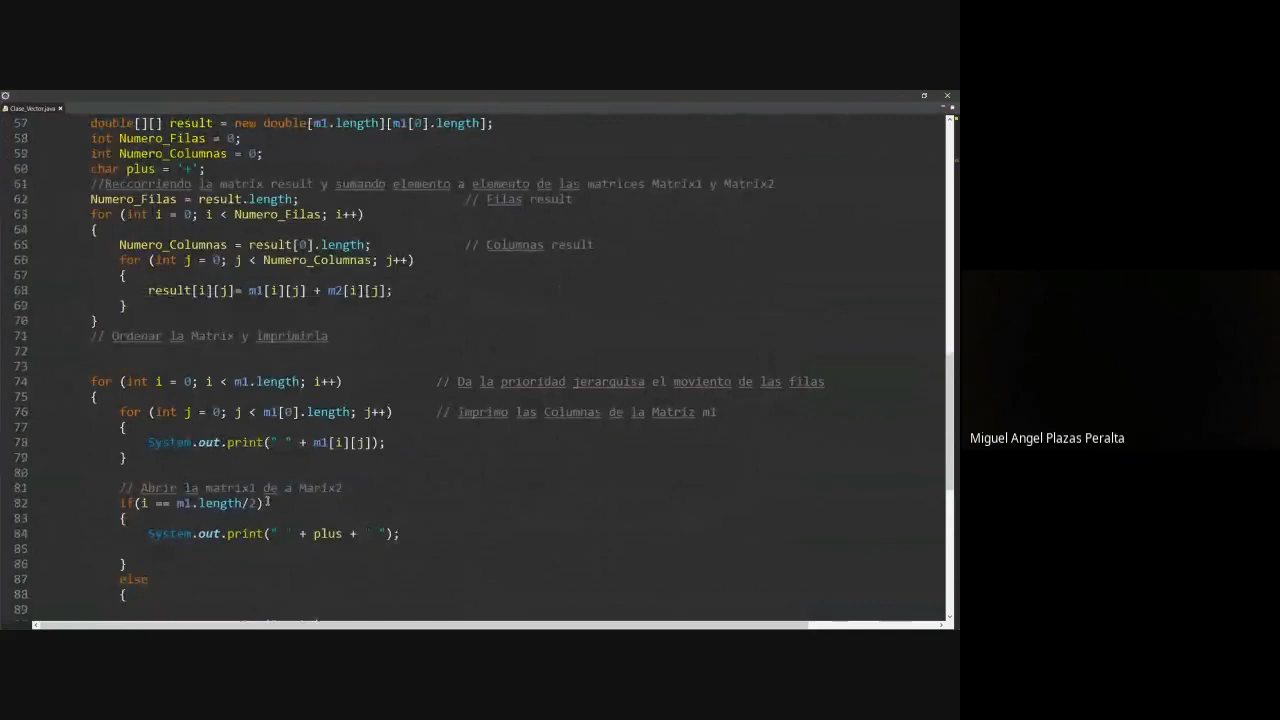 Clase_Vector.java
57 double[][] result = new double[m1.length][m1[0].length];
58 int Numero_Filas = 0;
59 int Numero_Columnas = 0;
60 char plus = '+';
61 //Reccorriendo la matrix result y sumando elemento a elemento de las matrices Matrix1 y Matrix2
62 Numero_Filas = result.length; // Filas result
63 for (int i = 0; i < Numero_Filas; i++)
64 {
65 Numero_Columnas = result[0].length; // Columnas result
66 for (int j = 0; j < Numero_Columnas; j++)
67 {
68 result[i][j]= m1[i][j] + m2[i][j];
69 }
70 }
71 // Ordenar la Matrix y imprimirla
72
73
74 for (int i = 0; i < m1.length; i++) // Da la prioridad jerarquisa el moviento de las filas
75 {
76 for (int j = 0; j < m1[0].length; j++) // Imprimo las Columnas de la Matriz m1
77 {
78 System.out.print(" " + m1[i][j]);
79 }
80
81 // Abrir la matrix1 de a Marix2
82 if(i == m1.length/2)
83 {
84 System.out.print(" " + plus + " ");
85
86 }
87 else
88 {
89
Miguel Angel Plazas Peralta